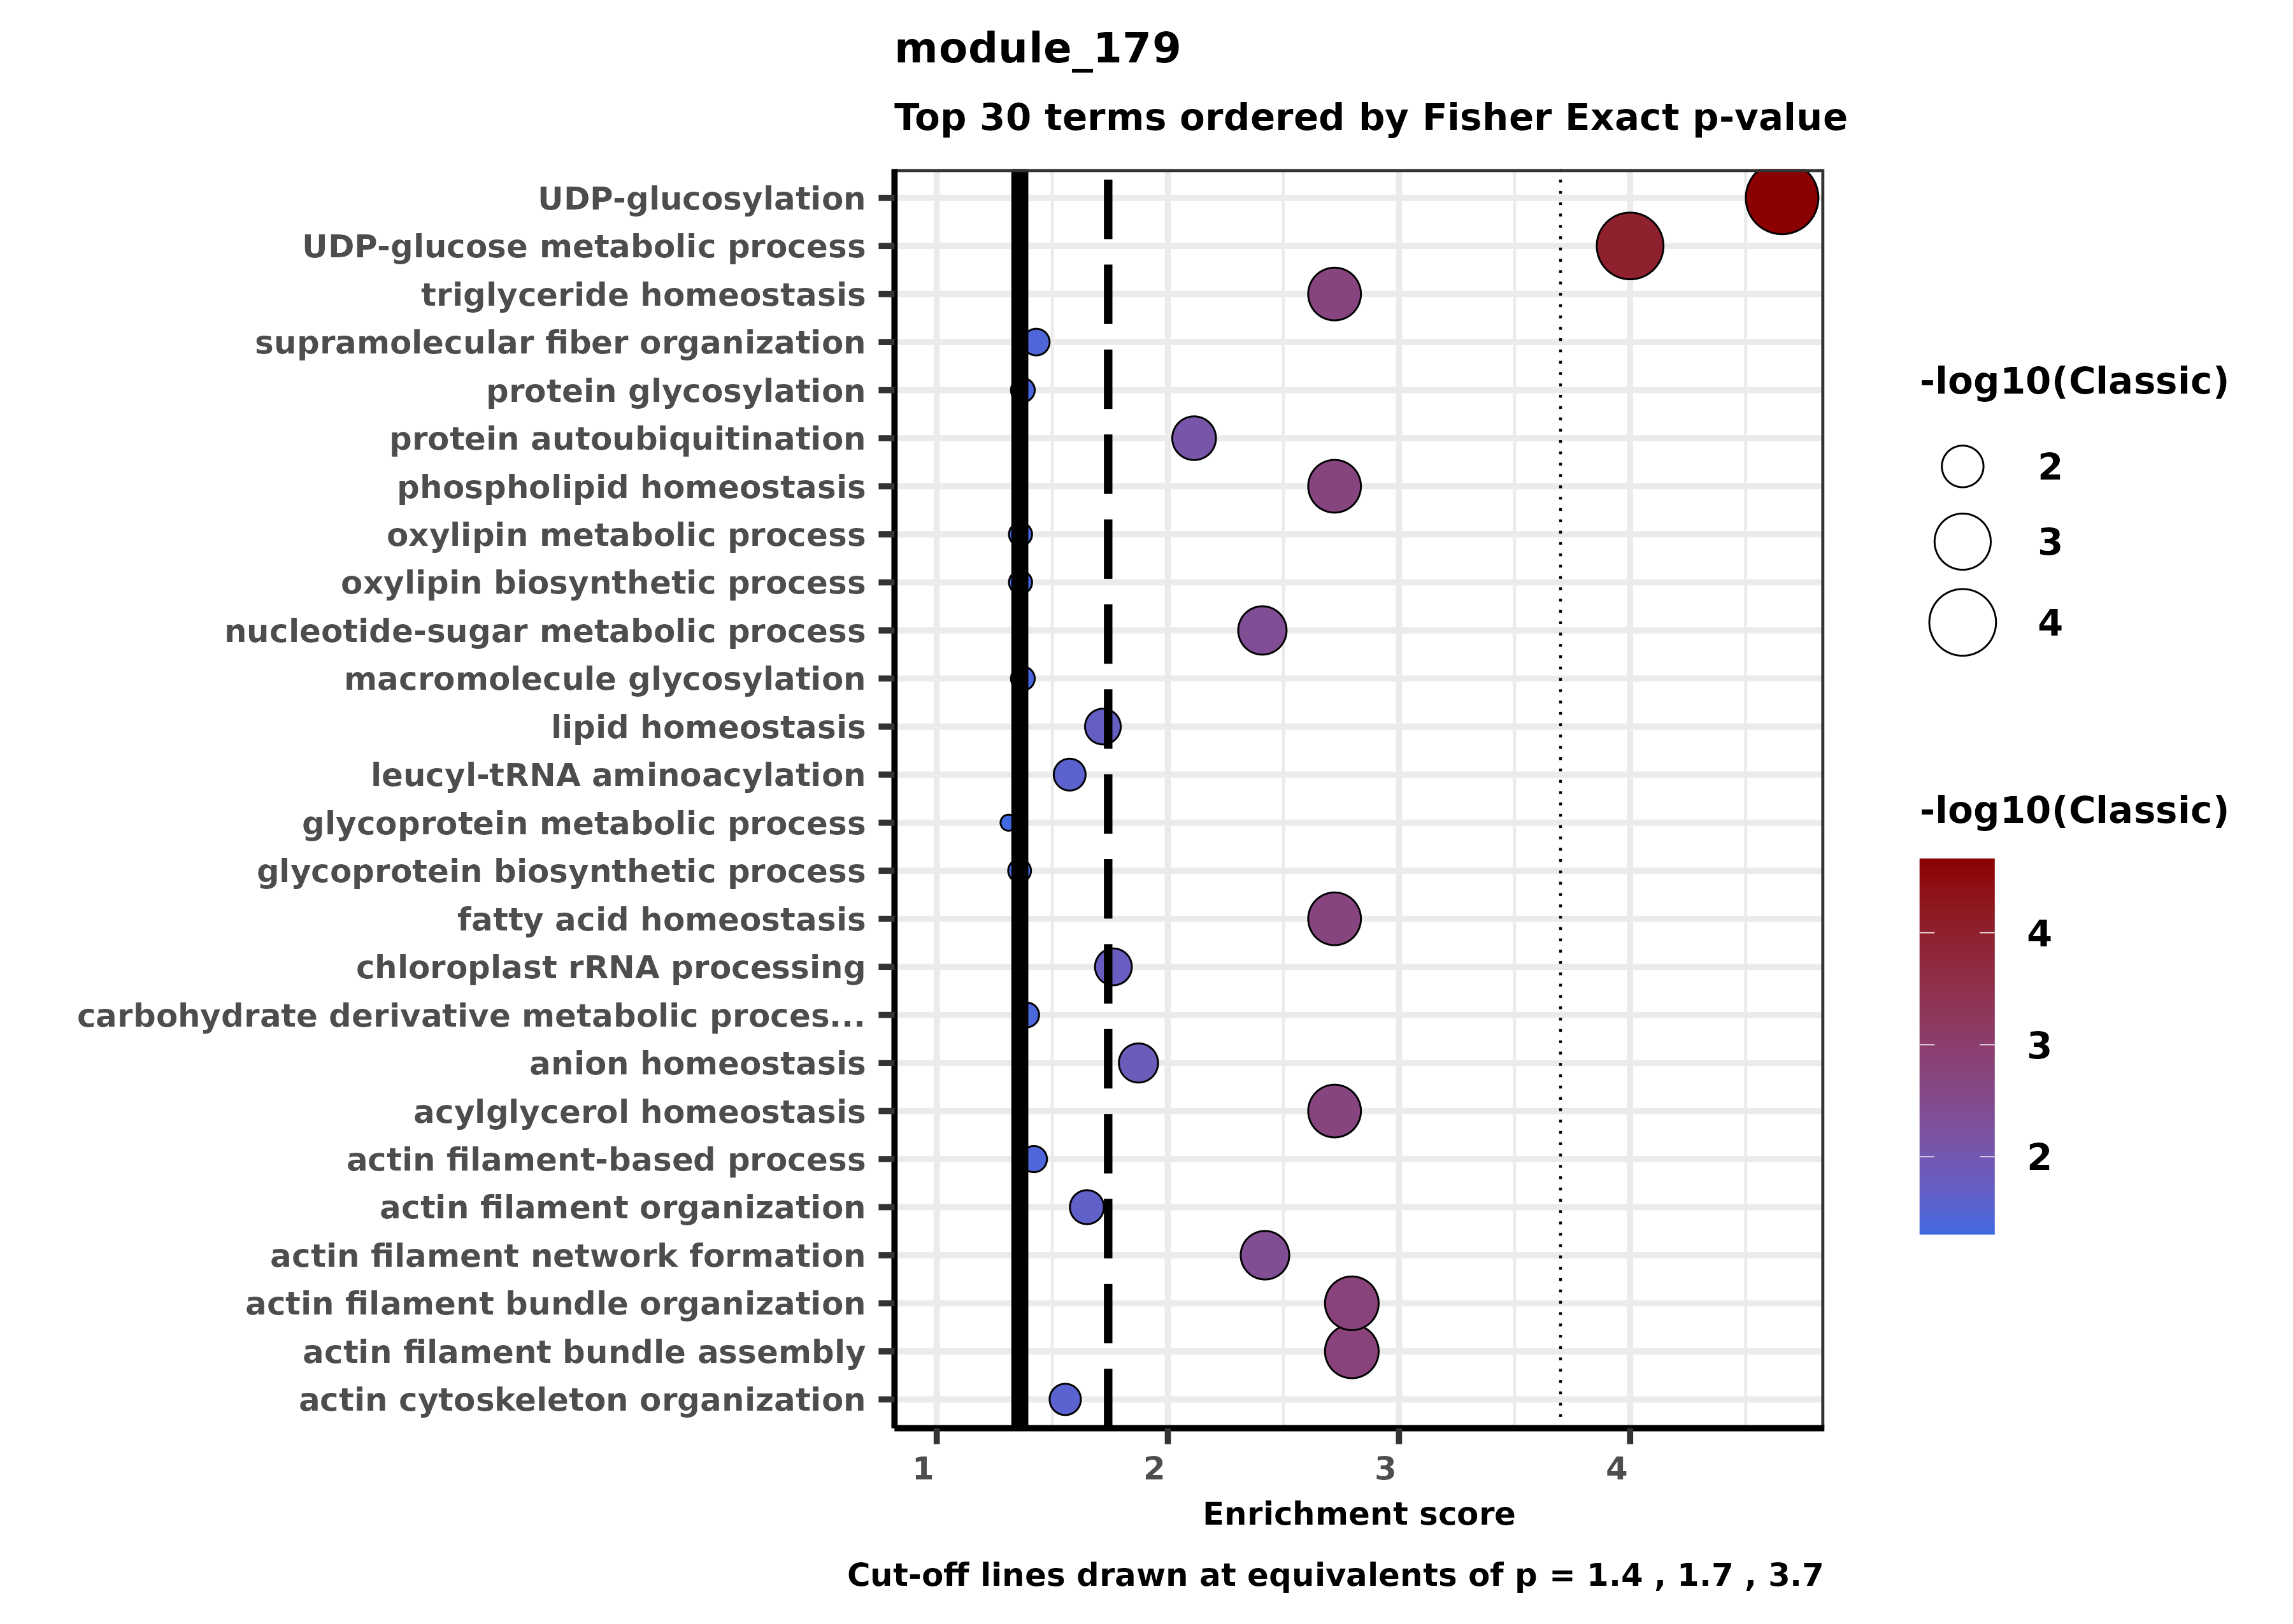 module_179
Top 30 terms ordered by Fisher Exact p-value
UDP-glucosylation
UDP-glucose metabolic process
triglyceride homeostasis
supramolecular fiber organization
protein glycosylation
protein autoubiquitination
phospholipid homeostasis
oxylipin metabolic process
oxylipin biosynthetic process
nucleotide-sugar metabolic process
macromolecule glycosylation
lipid homeostasis
leucyl-tRNA aminoacylation
glycoprotein metabolic process
glycoprotein biosynthetic process
fatty acid homeostasis
chloroplast rRNA processing
carbohydrate derivative metabolic proces...
anion homeostasis
acylglycerol homeostasis
actin filament-based process
actin filament organization
actin filament network formation
actin filament bundle organization
actin filament bundle assembly
actin cytoskeleton organization
1 2 3 4
Enrichment score
Cut-off lines drawn at equivalents of p = 1.4 , 1.7 , 3.7
-log10(Classic)
2
3
4
-log10(Classic)
4
3
2